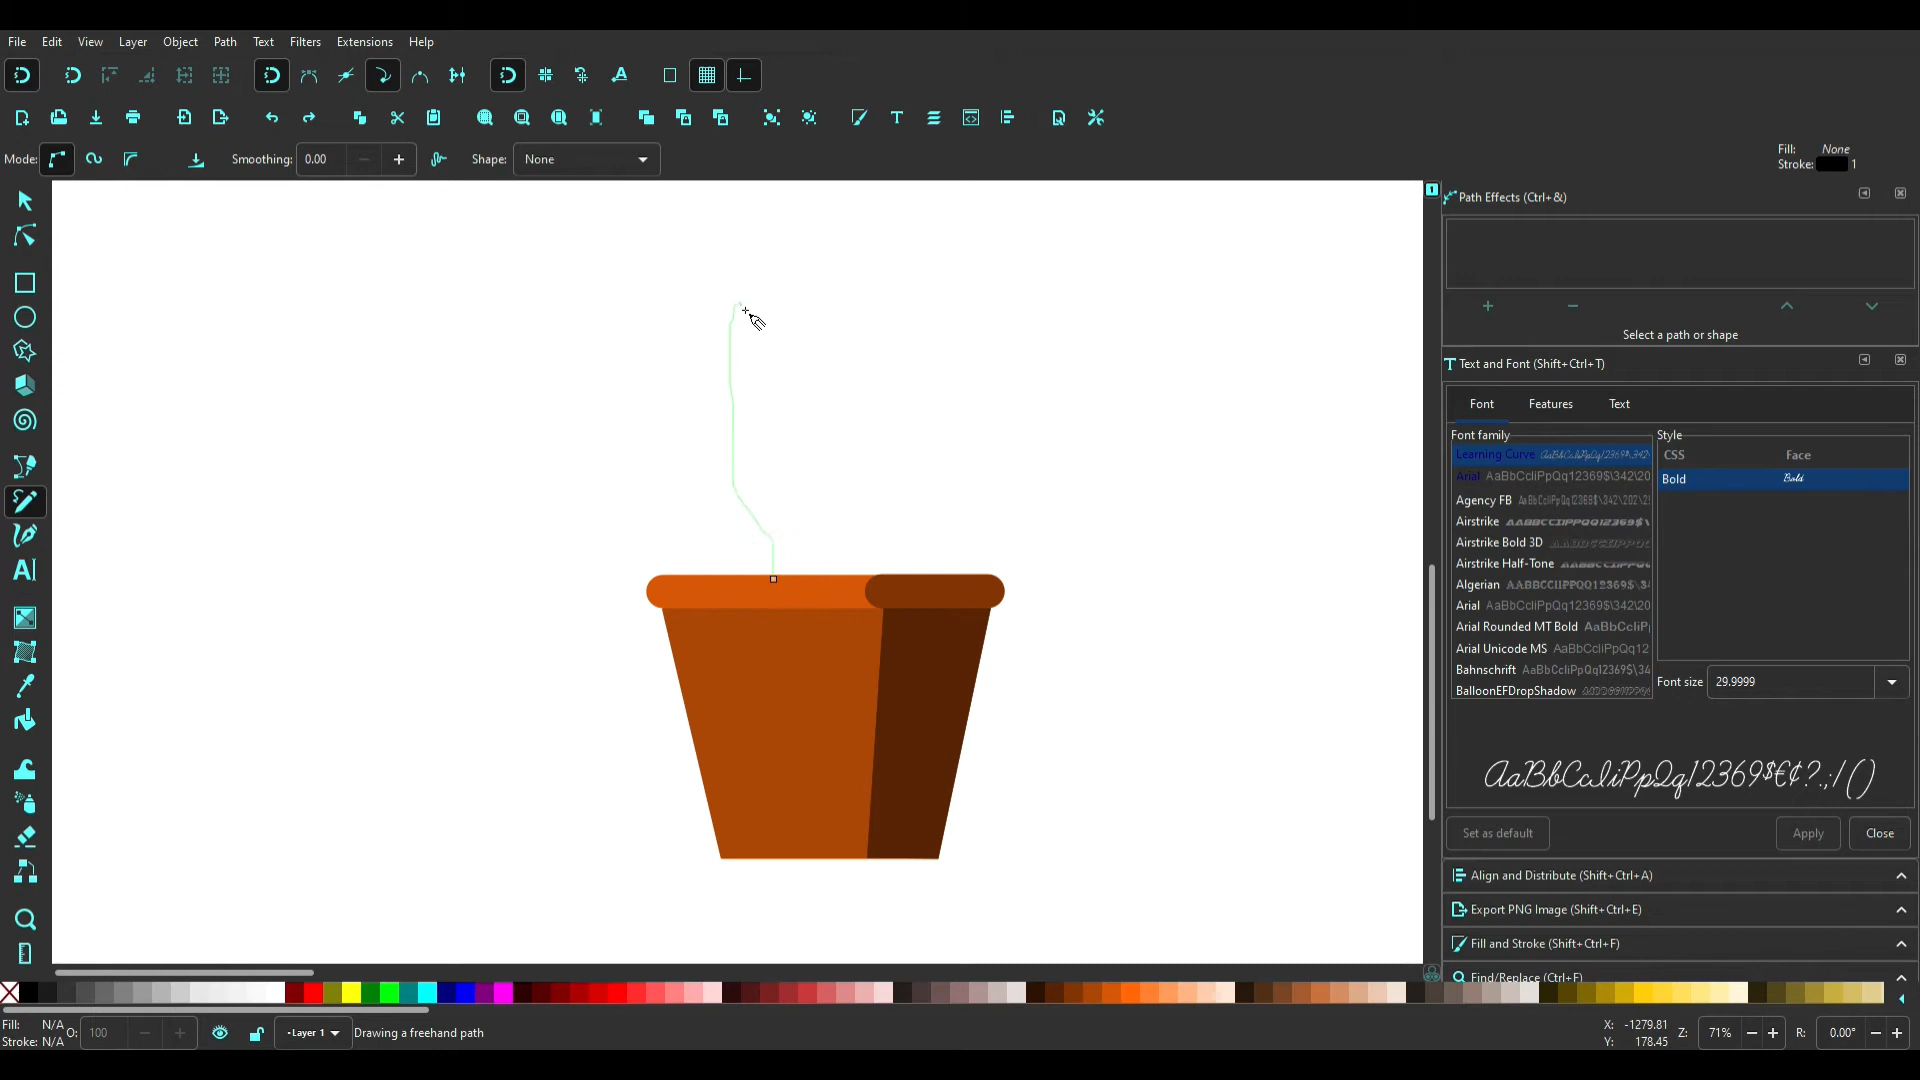 File Edit View Layer Object Path Text Filters Extensions Help
Mode: Smoothing: 0.00 Shape: None
Fill: None
Stroke: 1
Path Effects (Ctrl+&)
Select a path or shape
Text and Font (Shift+Ctrl+T)
Font Features Text
Font family Style
Learning Curve
CSS Face
Arial AaBbCcIiPpQq12369$\342\20
Bold Bold
Agency FB
Airstrike
Airstrike Bold 3D
Airstrike Half-Tone
Algerian
Arial AaBbCcIiPpQq12369$\342\20
Arial Rounded MT Bold AaBbCcIiP
Arial Unicode MS AaBbCcIiPpQq12
Bahnschrift AaBbCcIiPpQq12369$\34
BalloonEFDropShadow
Font size 29.9999
AaBbCcIiPpQq12369$€¢?.;/()
Set as default Apply Close
Align and Distribute (Shift+Ctrl+A)
Export PNG Image (Shift+Ctrl+E)
Fill and Stroke (Shift+Ctrl+F)
Find/Replace (Ctrl+F)
Fill: N/A
Stroke: N/A
O: 100
-Layer 1
Drawing a freehand path
X: -1279.81
Y: 178.45
Z: 71%
R: 0.00°